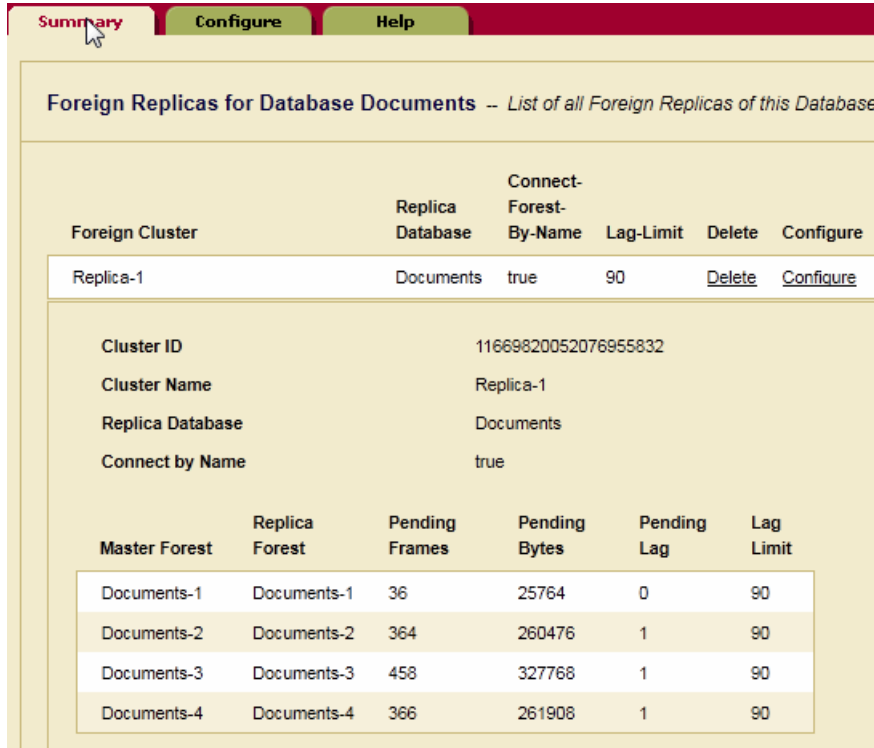 Summary Configure Help
Foreign Replicas for Database Documents -- List of all Foreign Replicas of this Database
Connect-
Replica Forest-
Foreign Cluster Database By-Name Lag-Limit Delete Configure
Replica-1 Documents true 90 Delete Configure
Cluster ID 11669820052076955832
Cluster Name Replica-1
Replica Database Documents
Connect by Name true
Replica Pending Pending Pending Lag
Master Forest Forest Frames Bytes Lag Limit
Documents-1 Documents-1 36 25764 0 90
Documents-2 Documents-2 364 260476 1 90
Documents-3 Documents-3 458 327768 1 90
Documents-4 Documents-4 366 261908 1 90